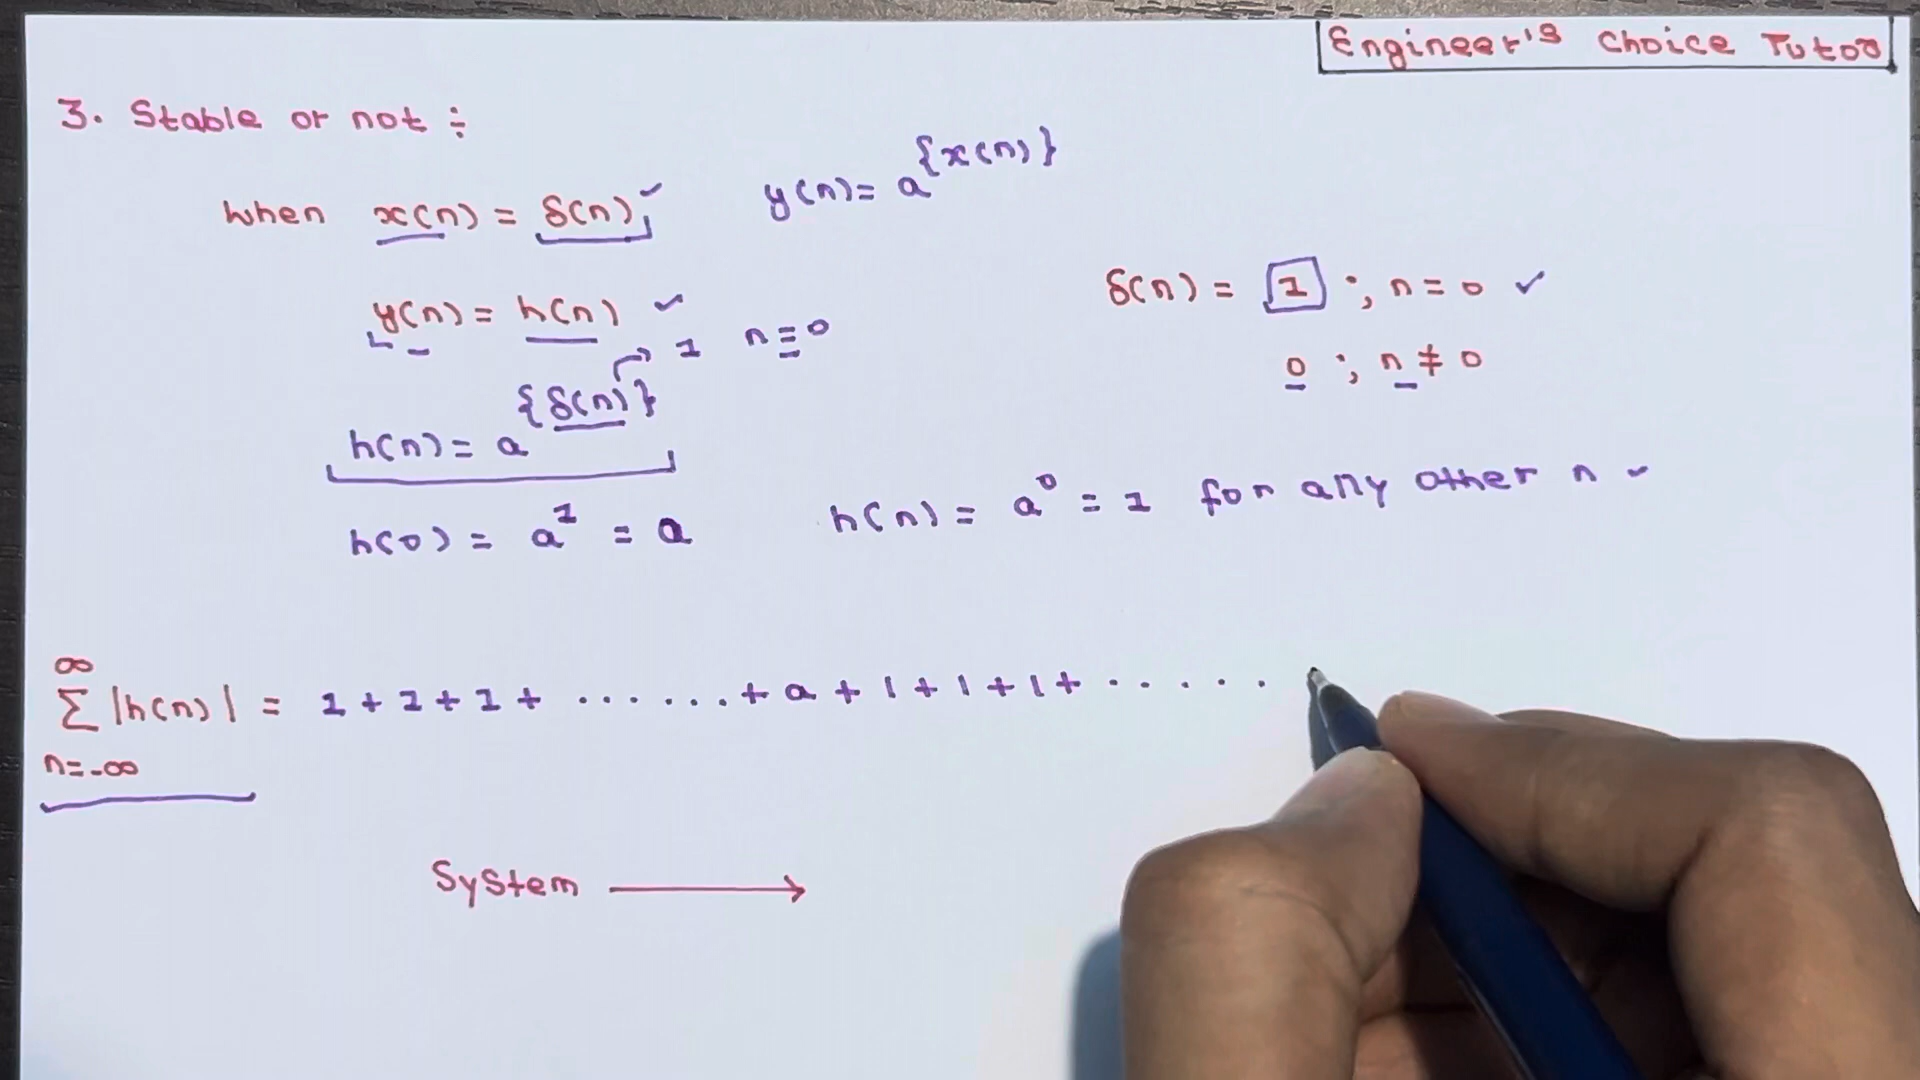 Engineer's Choice Tutor
3. Stable or not ÷
When x(n) = δ(n) ✓ y(n) = a^{x(n)}
δ(n) = 1 ; n = 0 ✓
y(n) = h(n) ✓
→ 1 n = 0
0 ; n ≠ 0
h(n) = a^{δ(n)}
h(n) = a^0 = 1 for any other n ✓
h(0) = a^1 = a
∞
Σ |h(n)| = 1 + 1 + 1 + ...... + a + 1 + 1 + 1 + .....
n=-∞
System →